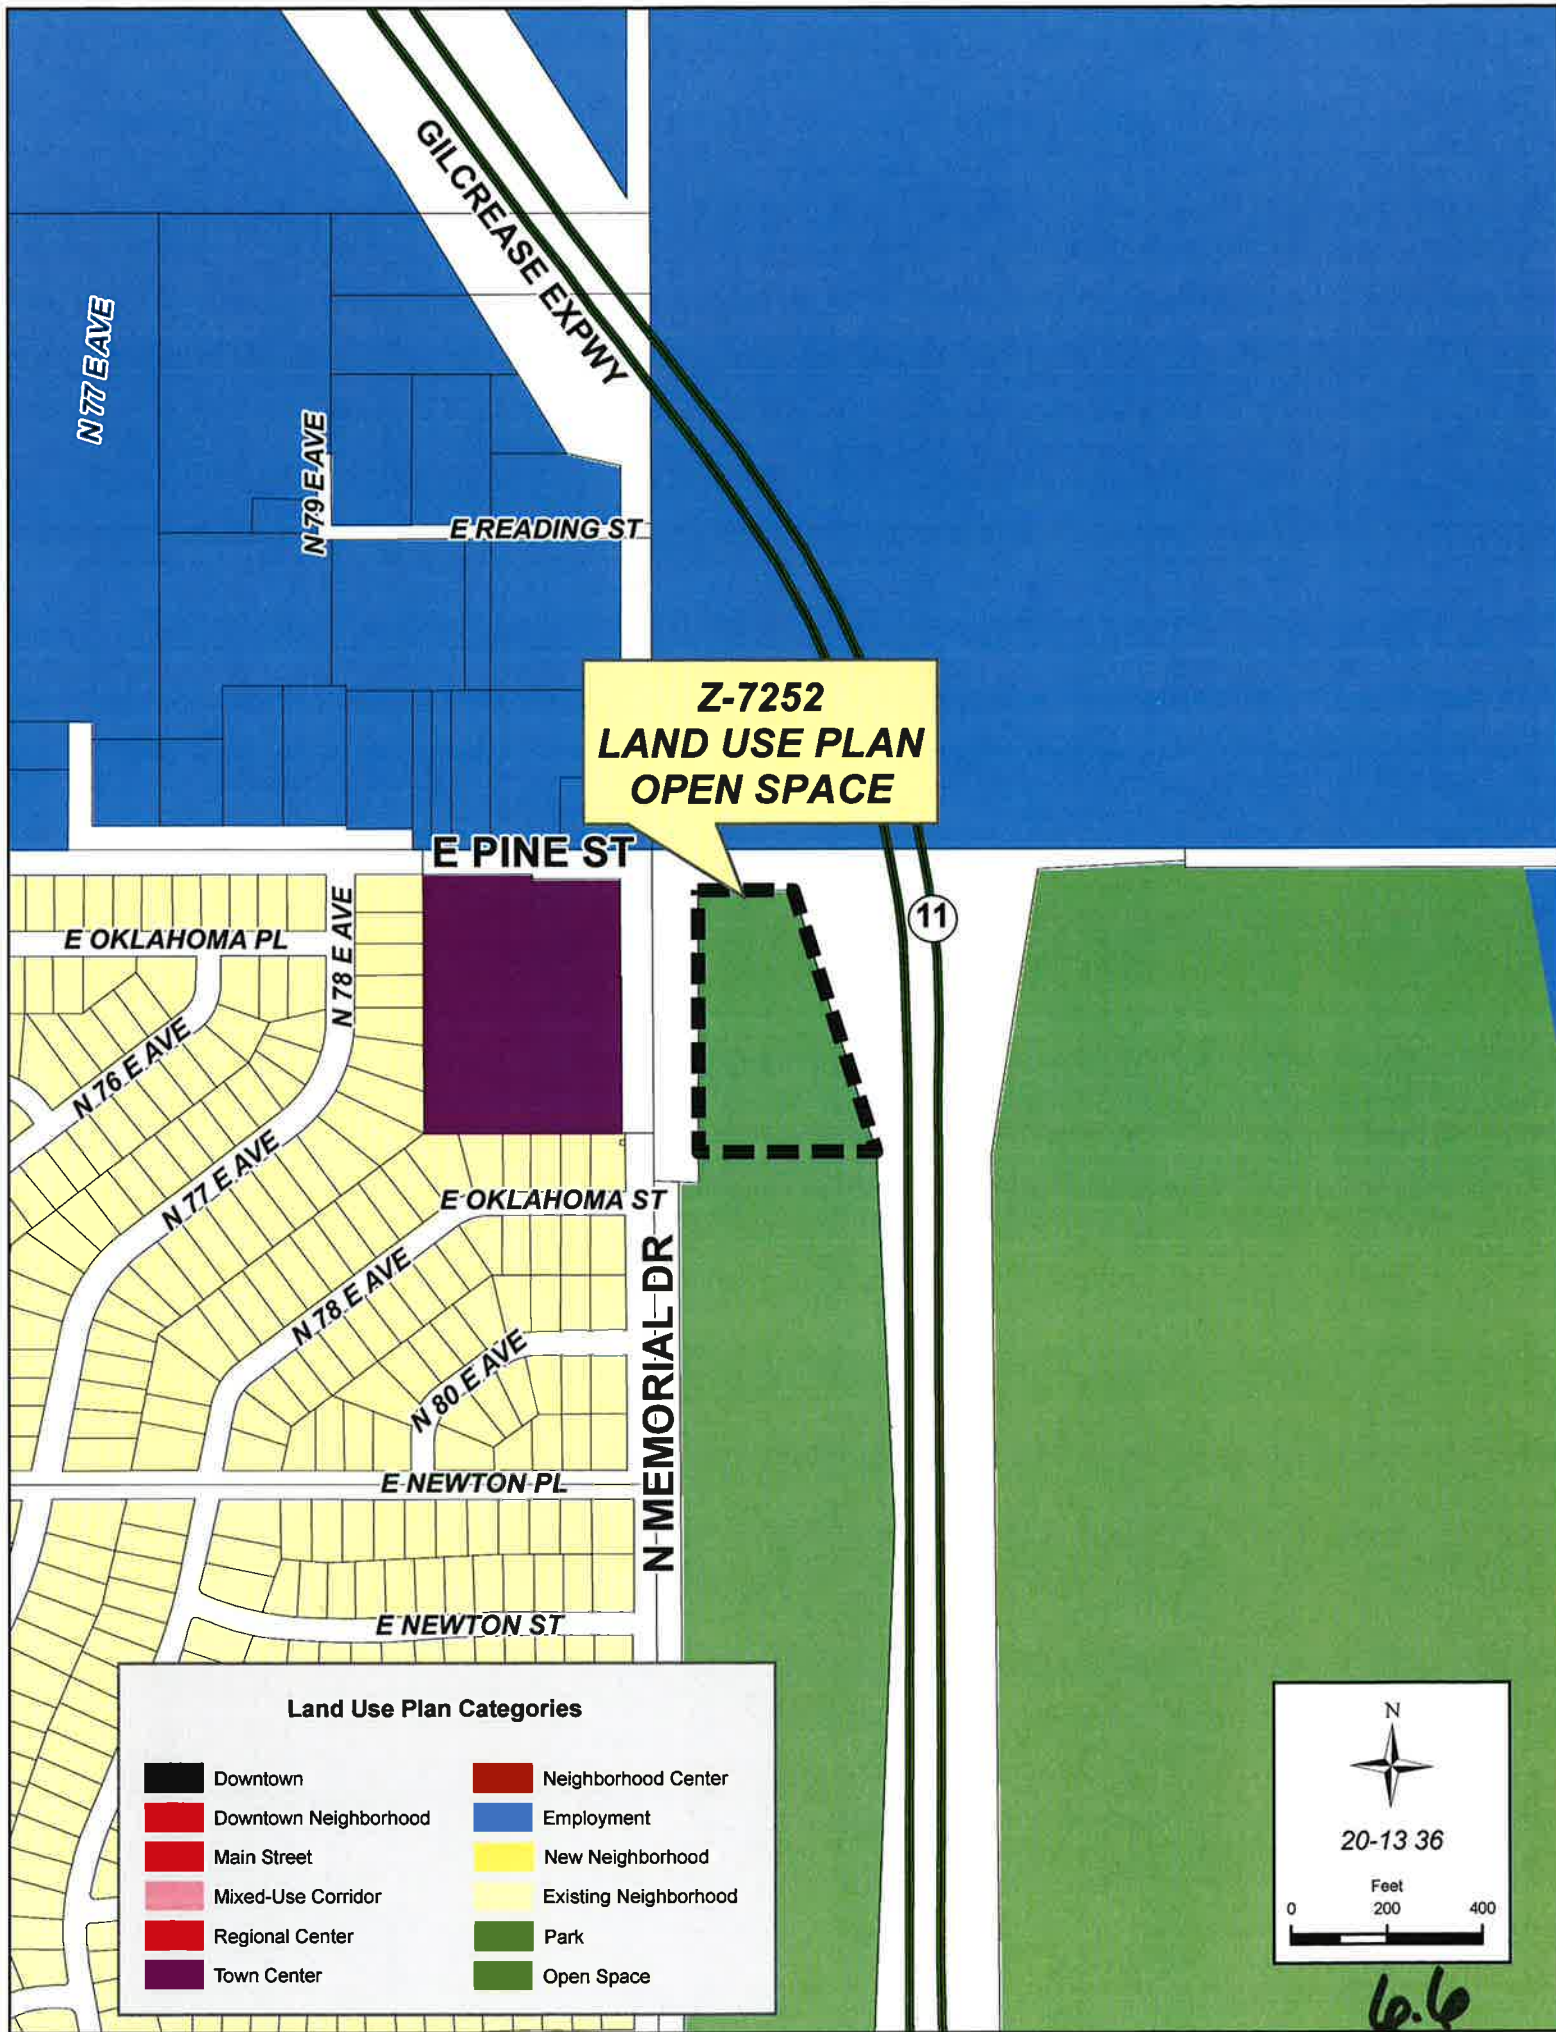 GILCREASE EXPWY
N 77 E AVE
N 79 E AVE
E READING ST
Z-7252
LAND USE PLAN
OPEN SPACE
E PINE ST
11
E OKLAHOMA PL
N 78 E AVE
N 76 E AVE
N 77 E AVE
E OKLAHOMA ST
N 78 E AVE
N 80 E AVE
N MEMORIAL DR
E NEWTON PL
E NEWTON ST
Land Use Plan Categories
Downtown
Downtown Neighborhood
Main Street
Mixed-Use Corridor
Regional Center
Town Center
Neighborhood Center
Employment
New Neighborhood
Existing Neighborhood
Park
Open Space
N
20-13 36
Feet
0 200 400
6.6